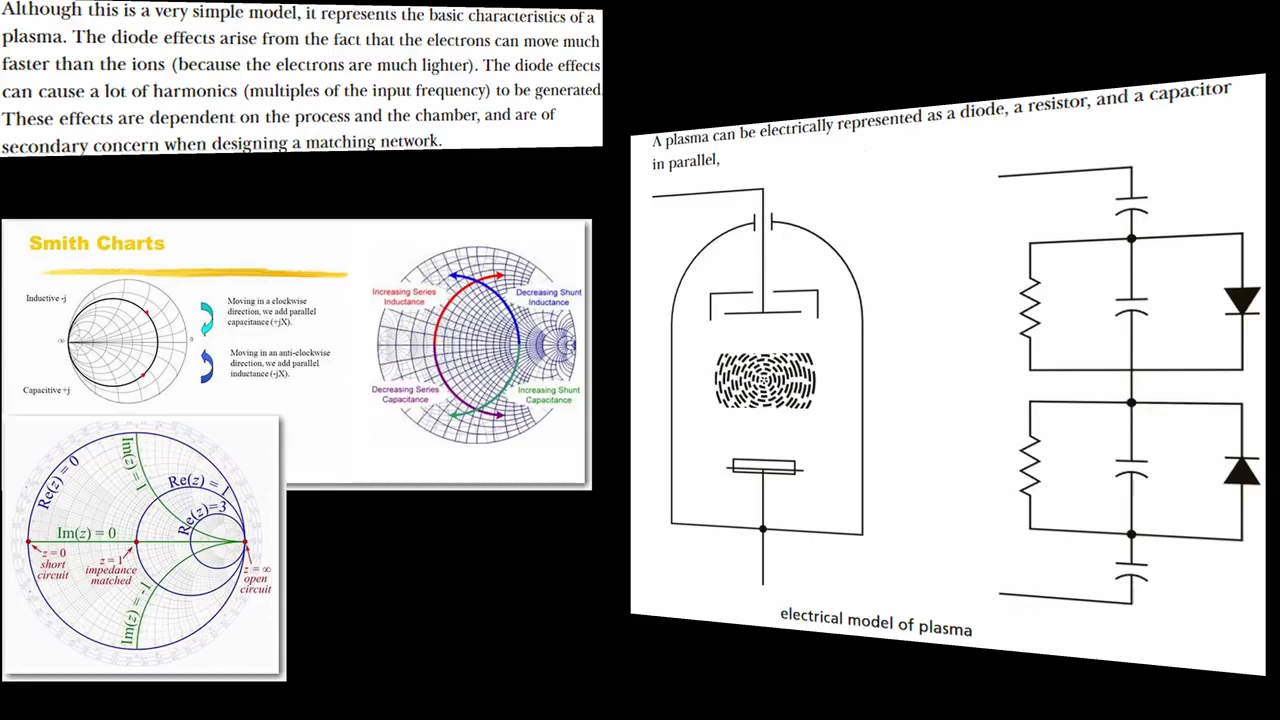 Although this is a very simple model, it represents the basic characteristics of a
plasma. The diode effects arise from the fact that the electrons can move much
faster than the ions (because the electrons are much lighter). The diode effects
can cause a lot of harmonics (multiples of the input frequency) to be generated
These effects are dependent on the process and the chamber, and are of
secondary concern when designing a matching network.
Smith Charts
Inductive -j
Capacitive +j
∞
0
Moving in a clockwise
direction, we add parallel
capacitance (+jX).
Moving in an anti-clockwise
direction, we add parallel
inductance (-jX).
Increasing Series
Inductance
Decreasing Shunt
Inductance
Decreasing Series
Capacitance
Increasing Shunt
Capacitance
Re(z) = 0
Im(z) = 1
Re(z) = 1
Re(z)=3
Im(z) = 0
z = 0
short
circuit
z = 1
impedance
matched
z = ∞
open
circuit
Im(z) = -1
A plasma can be electrically represented as a diode, a resistor, and a capacitor
in parallel,
electrical model of plasma